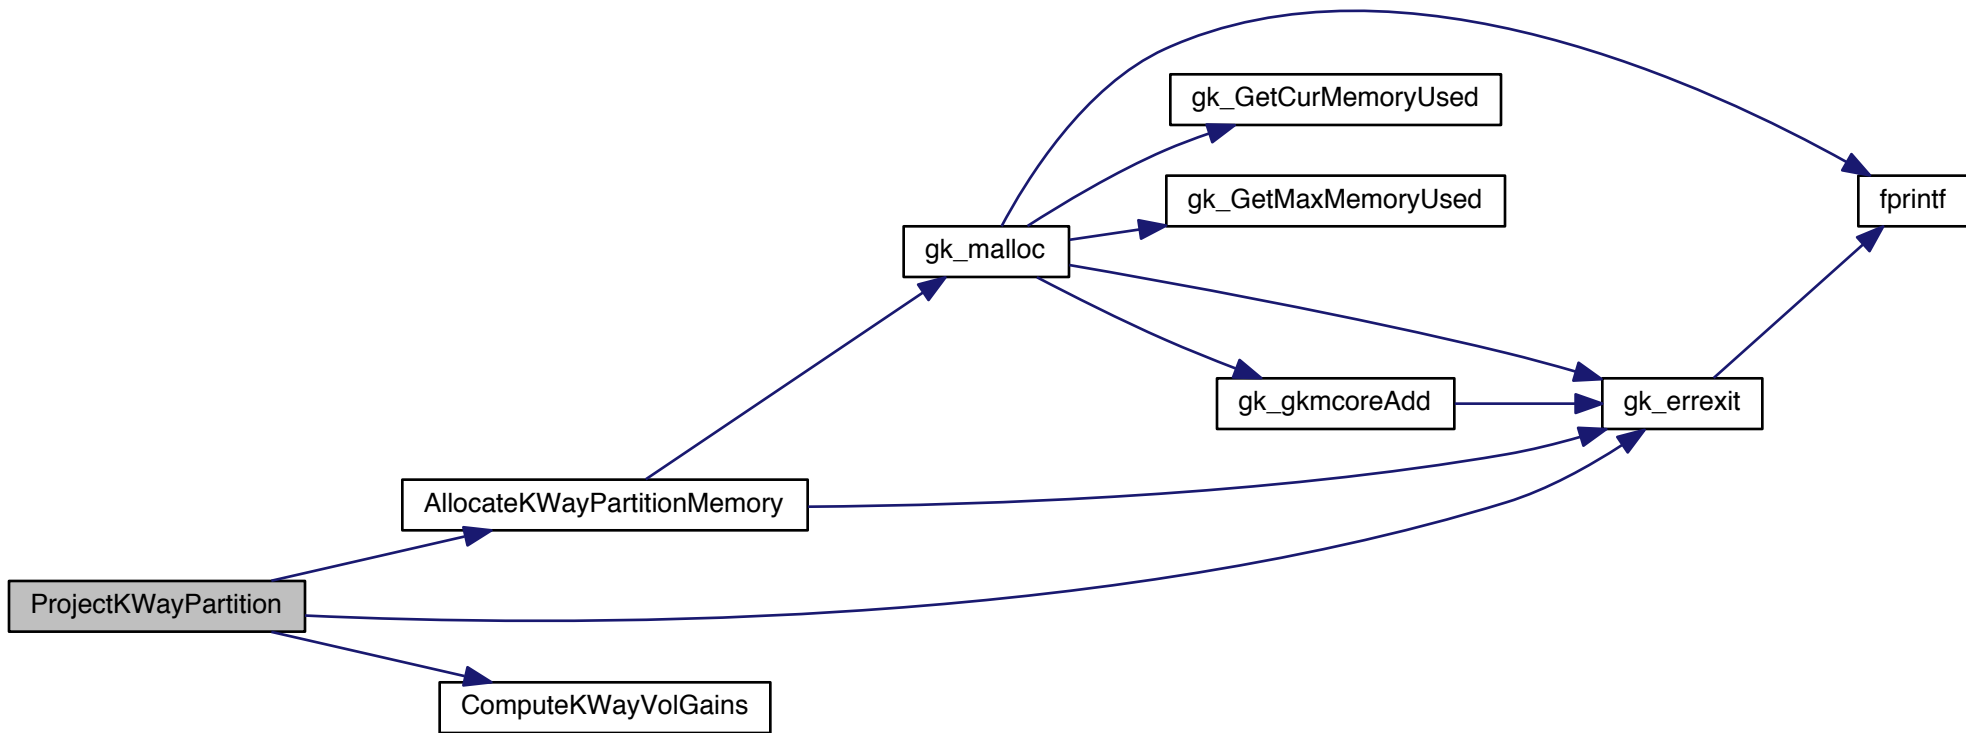 gk_GetCurMemoryUsed
gk_GetMaxMemoryUsed
fprintf
gk_malloc
gk_gkmcoreAdd
gk_errexit
AllocateKWayPartitionMemory
ProjectKWayPartition
ComputeKWayVolGains